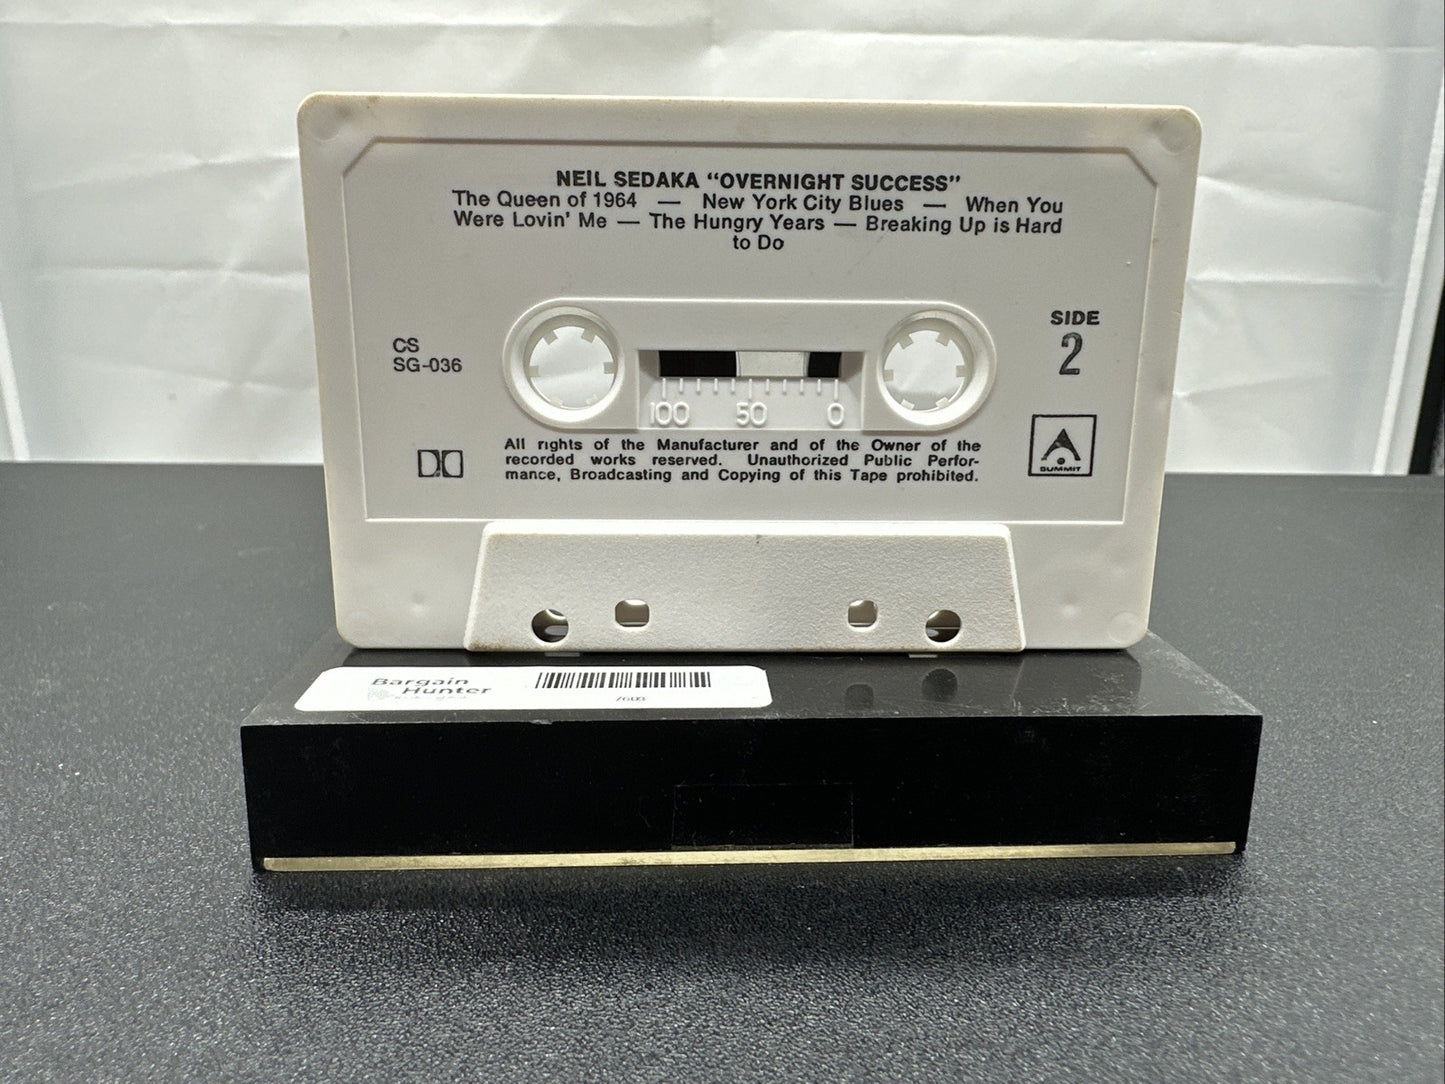 NEIL SEDAKA “OVERNIGHT SUCCESS”
The Queen of 1964 — New York City Blues — When You
Were Lovin' Me — The Hungry Years — Breaking Up is Hard
to Do
SIDE
2
CS
SG-036
100 50 0
All rights of the Manufacturer and of the Owner of the
recorded works reserved. Unauthorized Public Perfor-
mance, Broadcasting and Copying of this Tape prohibited.
SUMMIT
Bargain
Hunter